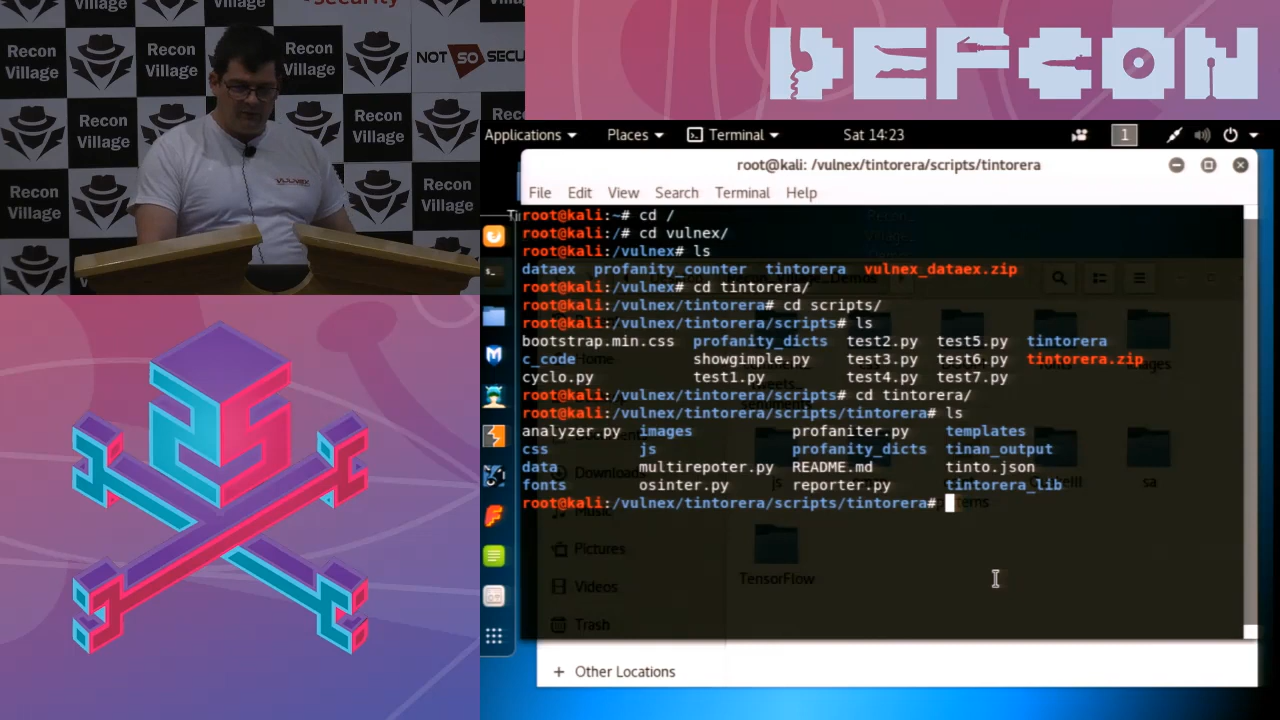 security
Recon Village
Recon Village
Recon Village
NOT SO SECU
Recon Village
Recon Village
Recon Village
Recon
VULNEX
DEFCON
Applications Places Terminal Sat 14:23 1
root@kali: /vulnex/tintorera/scripts/tintorera
File Edit View Search Terminal Help
root@kali:~# cd /
root@kali:/# cd vulnex/
root@kali:/vulnex# ls
dataex profanity_counter tintorera vulnex_dataex.zip
root@kali:/vulnex# cd tintorera/
root@kali:/vulnex/tintorera# cd scripts/
root@kali:/vulnex/tintorera/scripts# ls
bootstrap.min.css profanity_dicts test2.py test5.py tintorera
c_code showgimple.py test3.py test6.py tintorera.zip
cyclo.py test1.py test4.py test7.py
root@kali:/vulnex/tintorera/scripts# cd tintorera/
root@kali:/vulnex/tintorera/scripts/tintorera# ls
analyzer.py images profaniter.py templates
css js profanity_dicts tinan_output
data multirepoter.py README.md tinto.json
fonts osinter.py reporter.py tintorera_lib
root@kali:/vulnex/tintorera/scripts/tintorera#
Pictures
Videos
TensorFlow
Trash
+ Other Locations